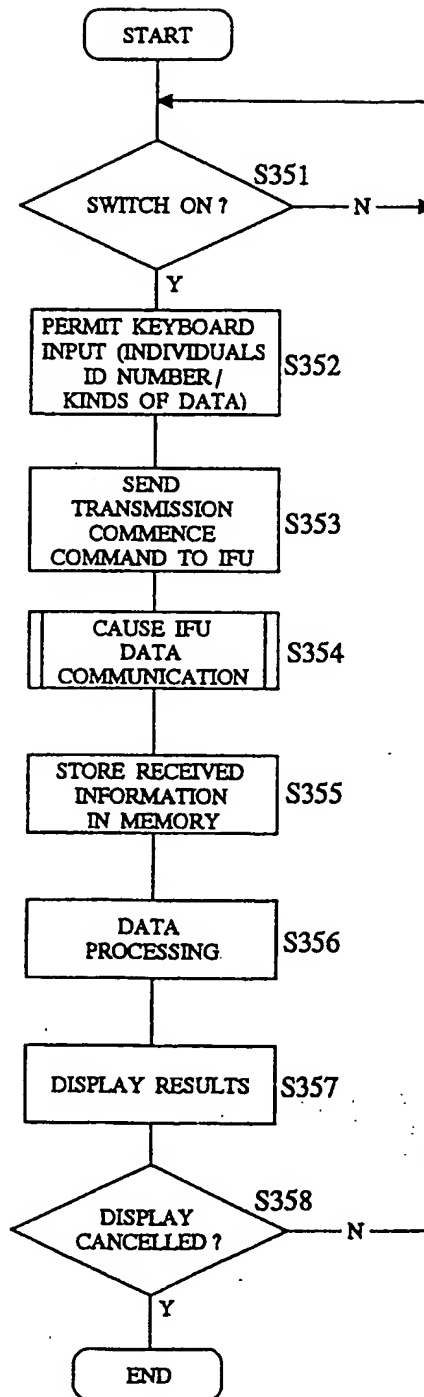 START
S351
SWITCH ON ?
N
Y
PERMIT KEYBOARD
INPUT (INDIVIDUALS
ID NUMBER /
KINDS OF DATA)
S352
SEND
TRANSMISSION
COMMENCE
COMMAND TO IFU
S353
CAUSE IFU
DATA
COMMUNICATION
S354
STORE RECEIVED
INFORMATION
IN MEMORY
S355
DATA
PROCESSING
S356
DISPLAY RESULTS
S357
S358
DISPLAY
CANCELLED ?
N
Y
END